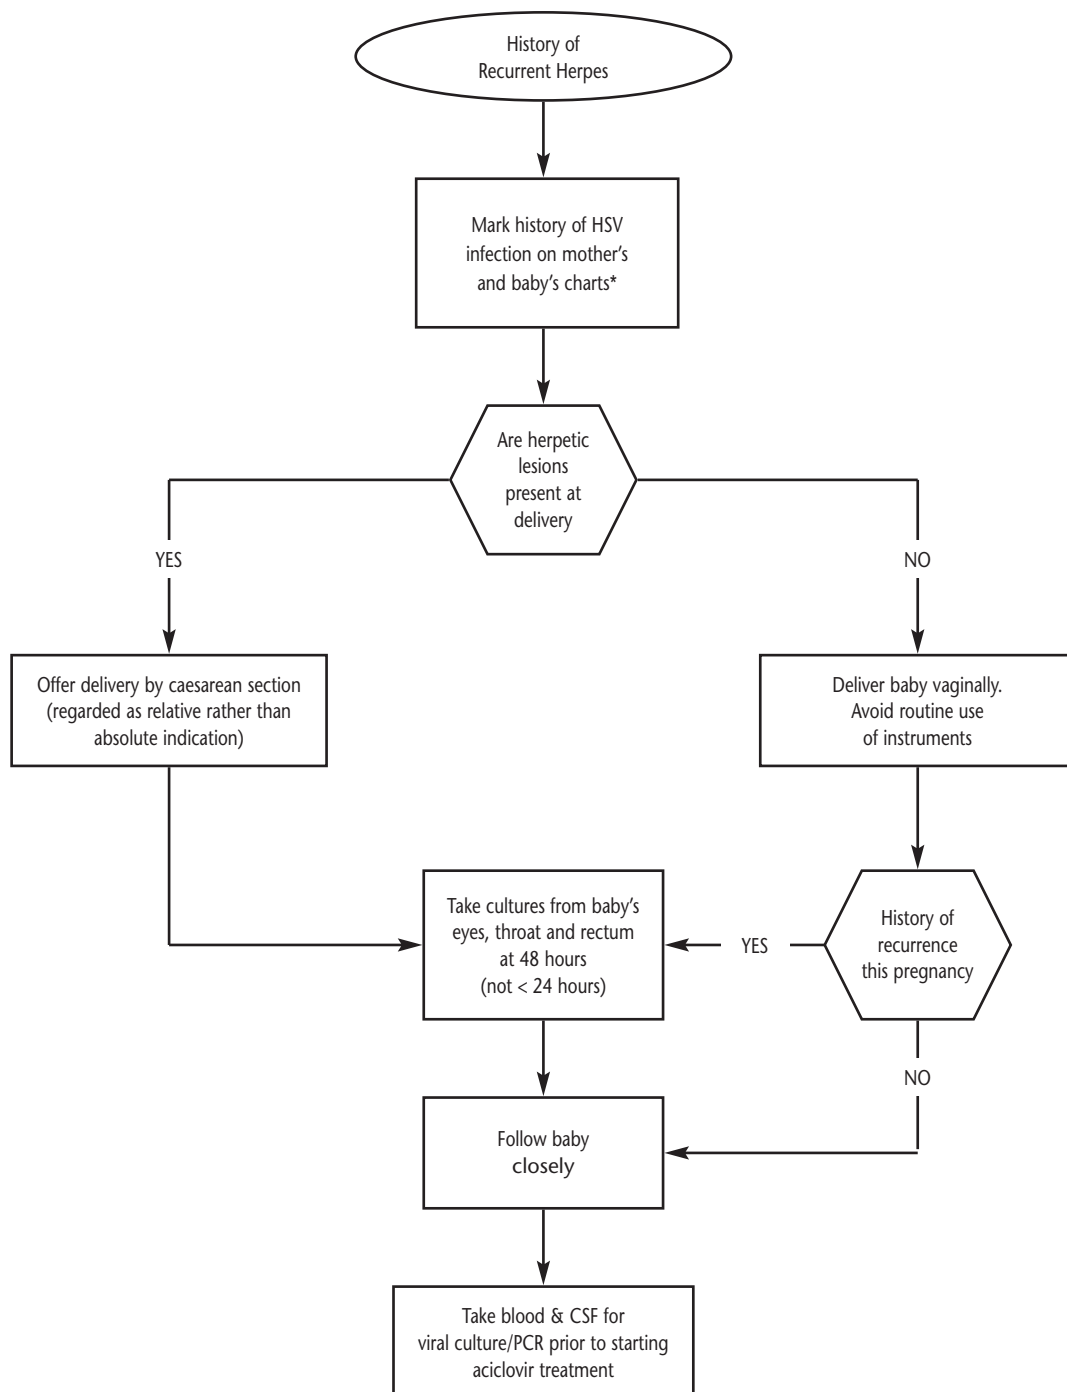 History of
Recurrent Herpes
Mark history of HSV
infection on mother’s
and baby’s charts*
Are herpetic
lesions
present at
delivery
YES
NO
Offer delivery by caesarean section
(regarded as relative rather than
absolute indication)
Deliver baby vaginally.
Avoid routine use
of instruments
Take cultures from baby’s
eyes, throat and rectum
at 48 hours
(not < 24 hours)
YES
History of
recurrence
this pregnancy
NO
Follow baby
closely
Take blood & CSF for
viral culture/PCR prior to starting
aciclovir treatment